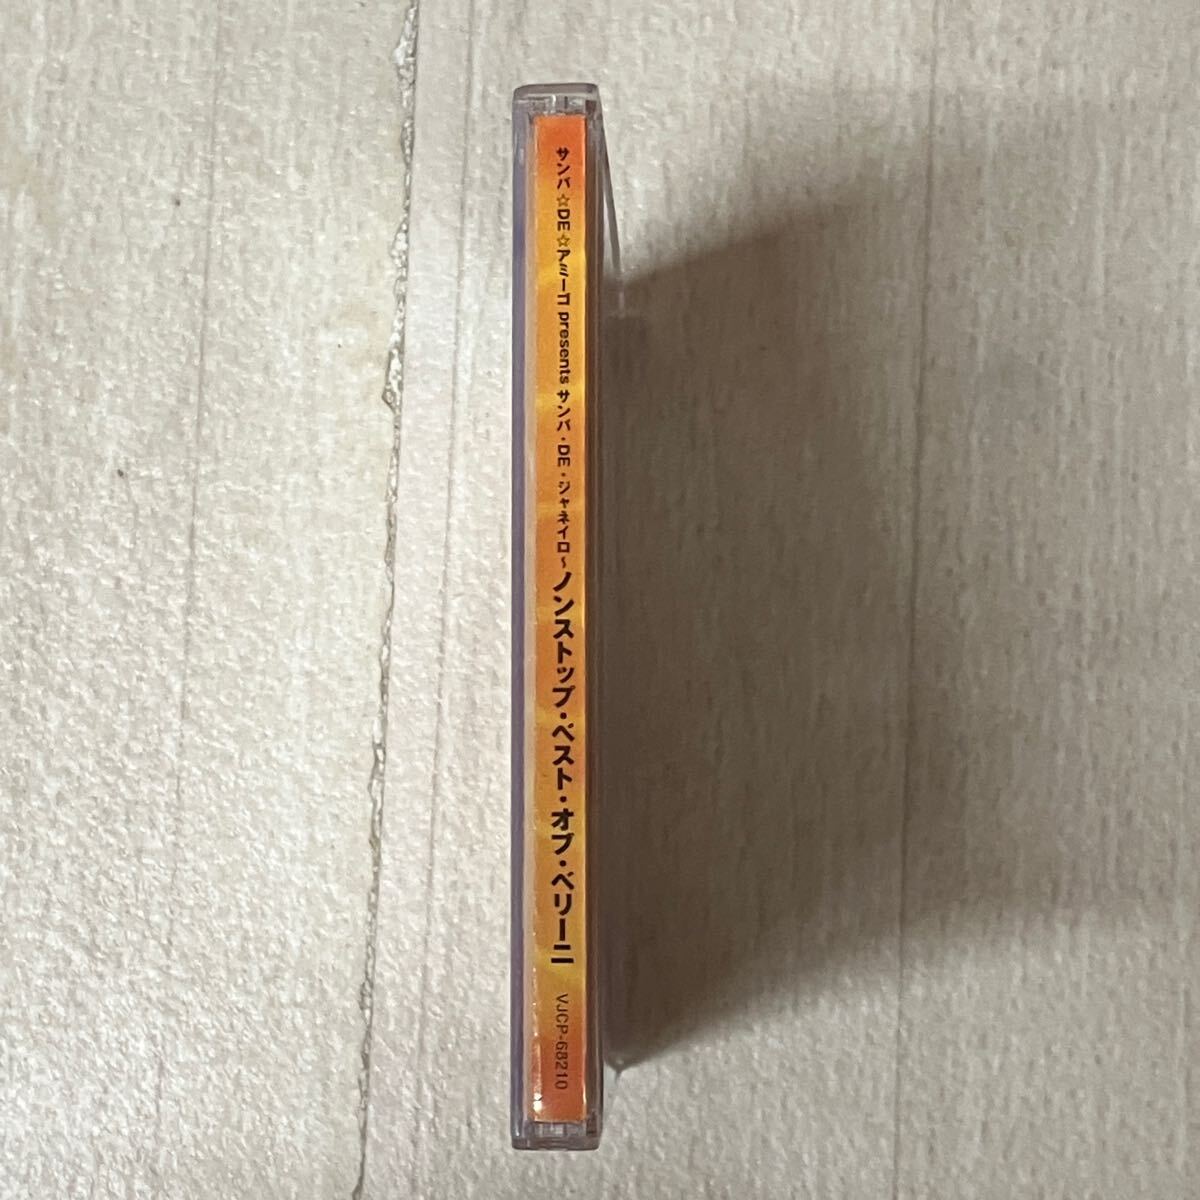 サンバ☆DE☆アミーゴ presents サンバ・DE・ジャネイロ~ノンストップ・ベスト・オブ・ベリーニ VJCP-68210